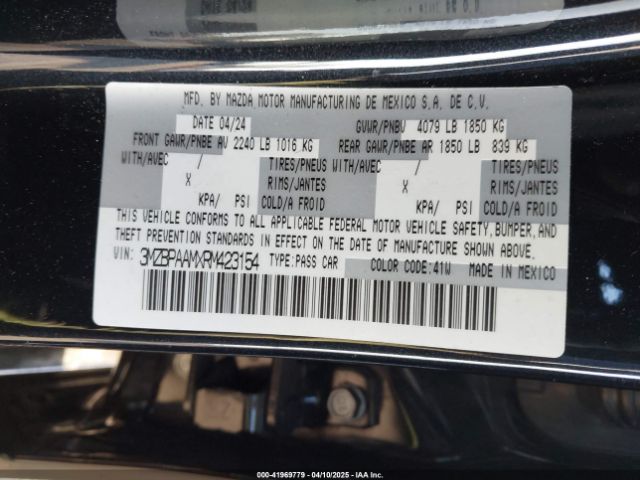 MFD. BY MAZDA MOTOR MANUFACTURING DE MEXICO S.A. DE C.V.
DATE 04/24 GVWR/PNBV 4079 LB 1850 KG
FRONT GAWR/PNBE AV 2240 LB 1016 KG REAR GAWR/PNBE AR 1850 LB 839 KG
WITH/AVEC / TIRES/PNEUS WITH/AVEC / TIRES/PNEUS
X RIMS/JANTES X RIMS/JANTES
KPA/ PSI COLD/A FROID KPA/ PSI COLD/A FROID
THIS VEHICLE CONFORMS TO ALL APPLICABLE FEDERAL MOTOR VEHICLE SAFETY, BUMPER, AND
THEFT PREVENTION STANDARDS IN EFFECT ON THE DATE OF MANUFACTURE SHOWN ABOVE.
VIN: 3MZBPAAMXRM423154 TYPE:PASS CAR COLOR CODE:41W MADE IN MEXICO
000-41969779 - 04/10/2025 - IAA Inc.